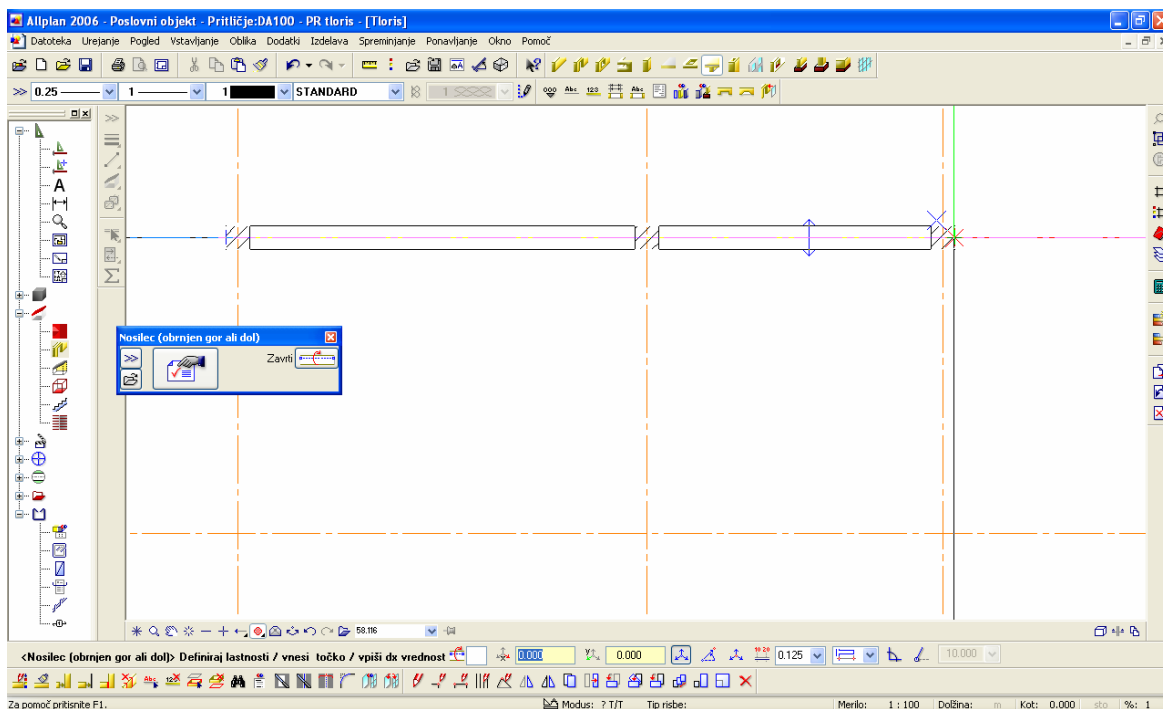 Allplan 2006 - Poslovni objekt - Pritličje:DA100 - PR tloris - [Tloris]
Datoteka Urejanje Pogled Vstavljanje Oblika Dodatki Izdelava Spreminjanje Ponavljanje Okno Pomoč
0.25 1 1 STANDARD 1
Nosilec (obrnjen gor ali dol)
Zavrti
58.116
<Nosilec (obrnjen gor ali dol)> Definiraj lastnosti / vnesi točko / vpiši dx vrednost 0.000 0.000 0.125 10.000
Za pomoč pritisnite F1. Modus: ? T/T Tip risbe: Merilo: 1 : 100 Dolžina: m Kot: 0.000 sto %: 1